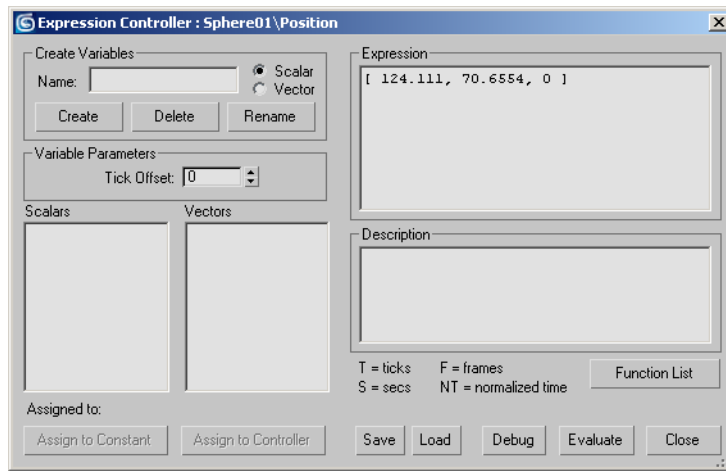 Expression Controller : Sphere01\Position
Create Variables
Name:
Scalar
Vector
Create
Delete
Rename
Variable Parameters
Tick Offset: 0
Scalars
Vectors
Assigned to:
Assign to Constant
Assign to Controller
Expression
[ 124.111, 70.6554, 0 ]
Description
T = ticks
F = frames
S = secs
NT = normalized time
Function List
Save
Load
Debug
Evaluate
Close